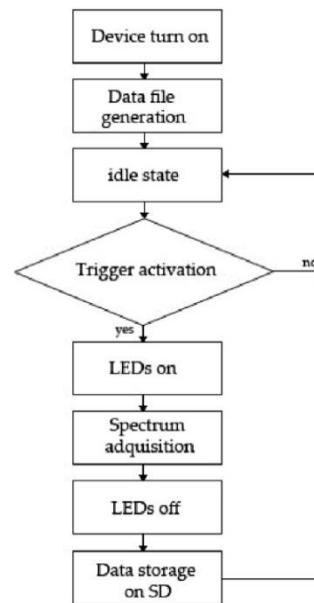 Device turn on
Data file
generation
idle state
Trigger activation
no
yes
LEDs on
Spectrum
adquisition
LEDs off
Data storage
on SD